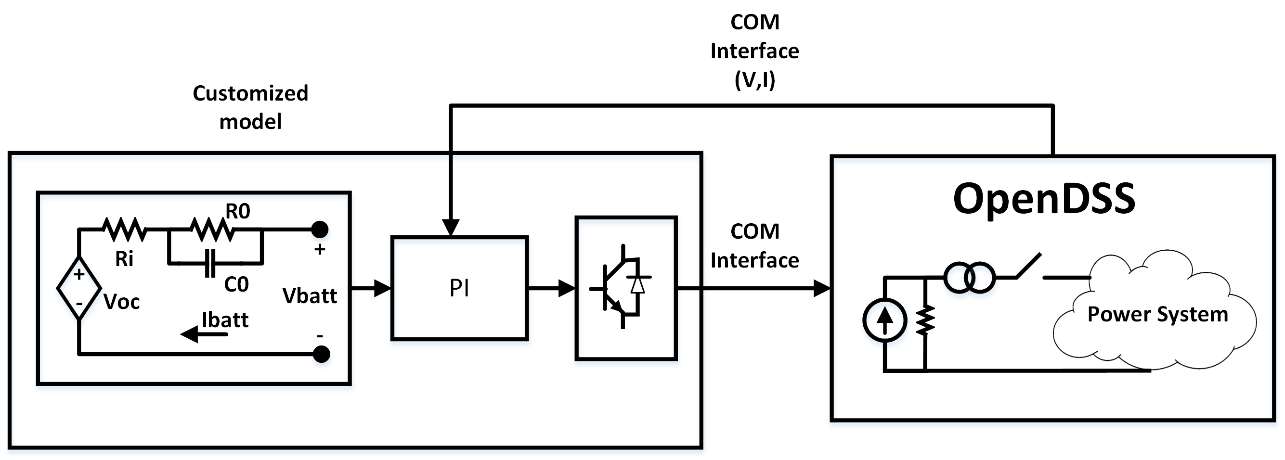 COM
Interface
(V,I)
Customized
model
OpenDSS
R0
+
Ri
C0
+
-
Voc
Vbatt
Ibatt
-
PI
COM
Interface
Power System